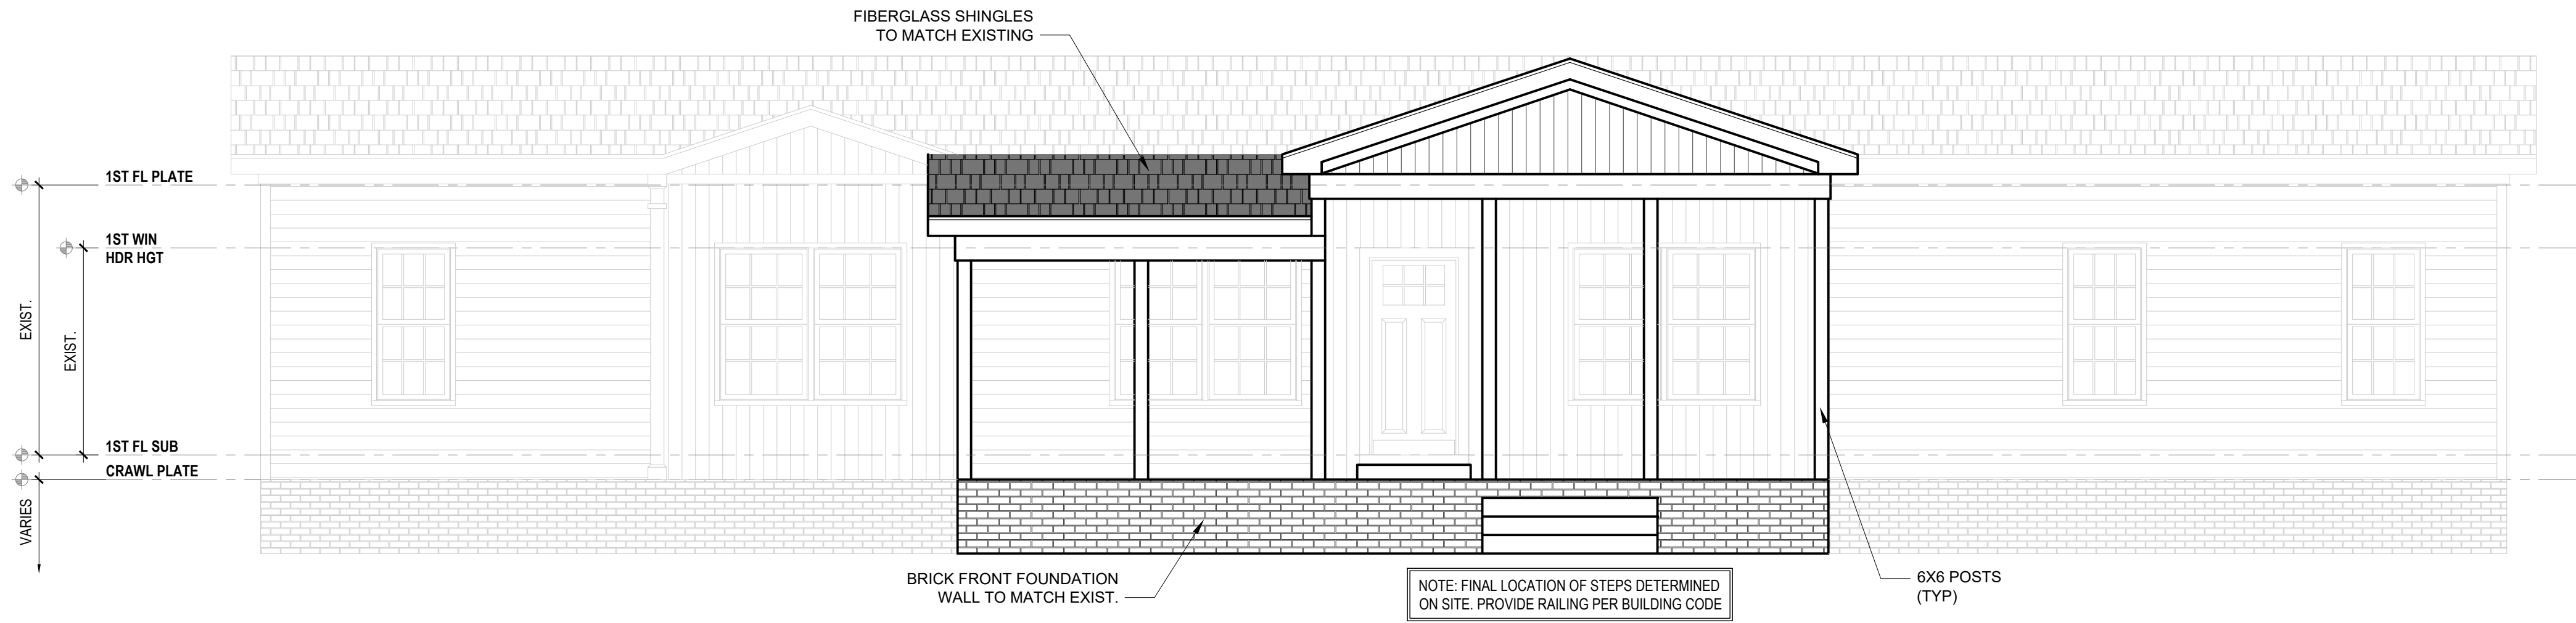 FIBERGLASS SHINGLES
TO MATCH EXISTING
1ST FL PLATE
1ST WIN
HDR HGT
EXIST.
EXIST.
1ST FL SUB
CRAWL PLATE
VARIES
BRICK FRONT FOUNDATION
WALL TO MATCH EXIST.
NOTE: FINAL LOCATION OF STEPS DETERMINED
ON SITE. PROVIDE RAILING PER BUILDING CODE
6X6 POSTS
(TYP)